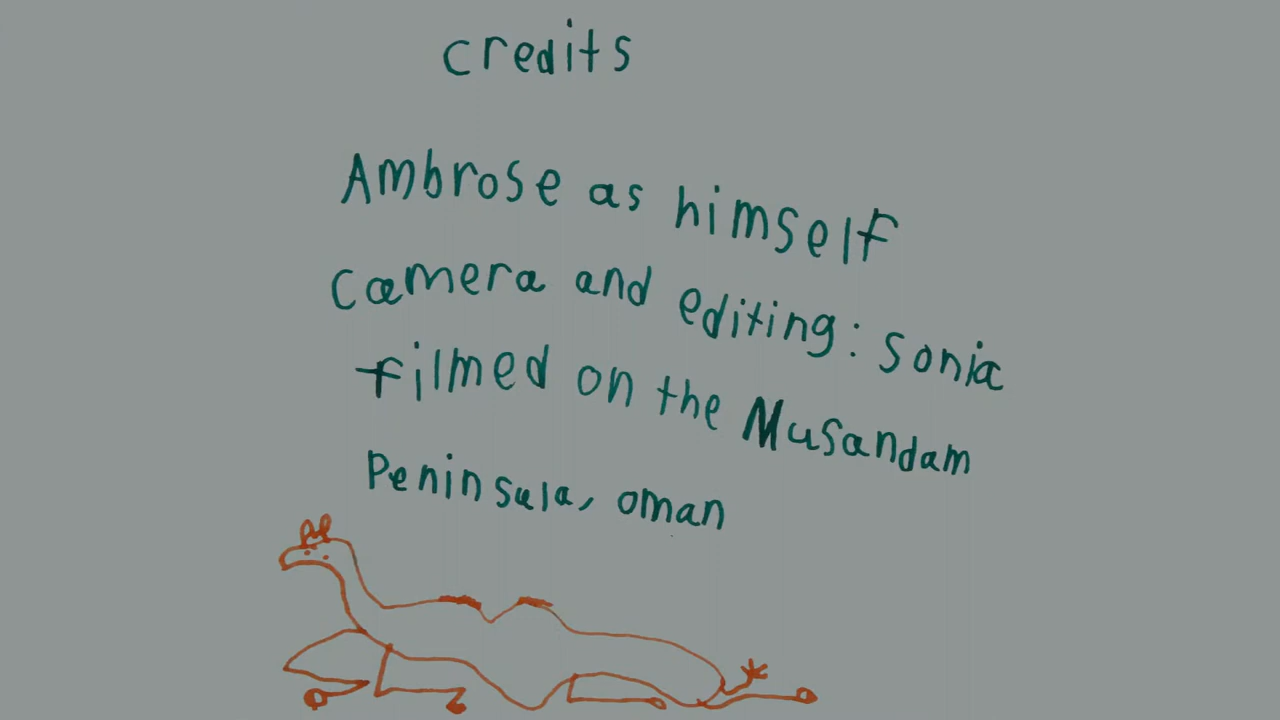 credits
Ambrose as himself
camera and editing: sonia
filmed on the Musandam
Peninsula, oman